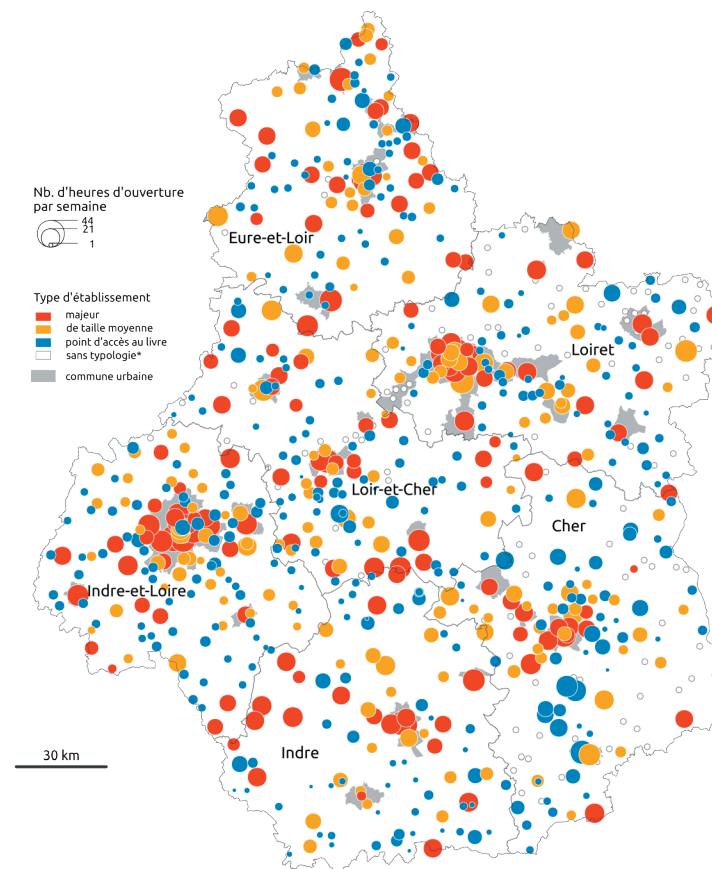 Nb. d'heures d'ouverture
par semaine
44
21
1
Eure-et-Loir
Type d'établissement
majeur
de taille moyenne
point d'accès au livre
sans typologie*
commune urbaine
Loiret
Loir-et-Cher
Cher
Indre-et-Loire
Indre
30 km